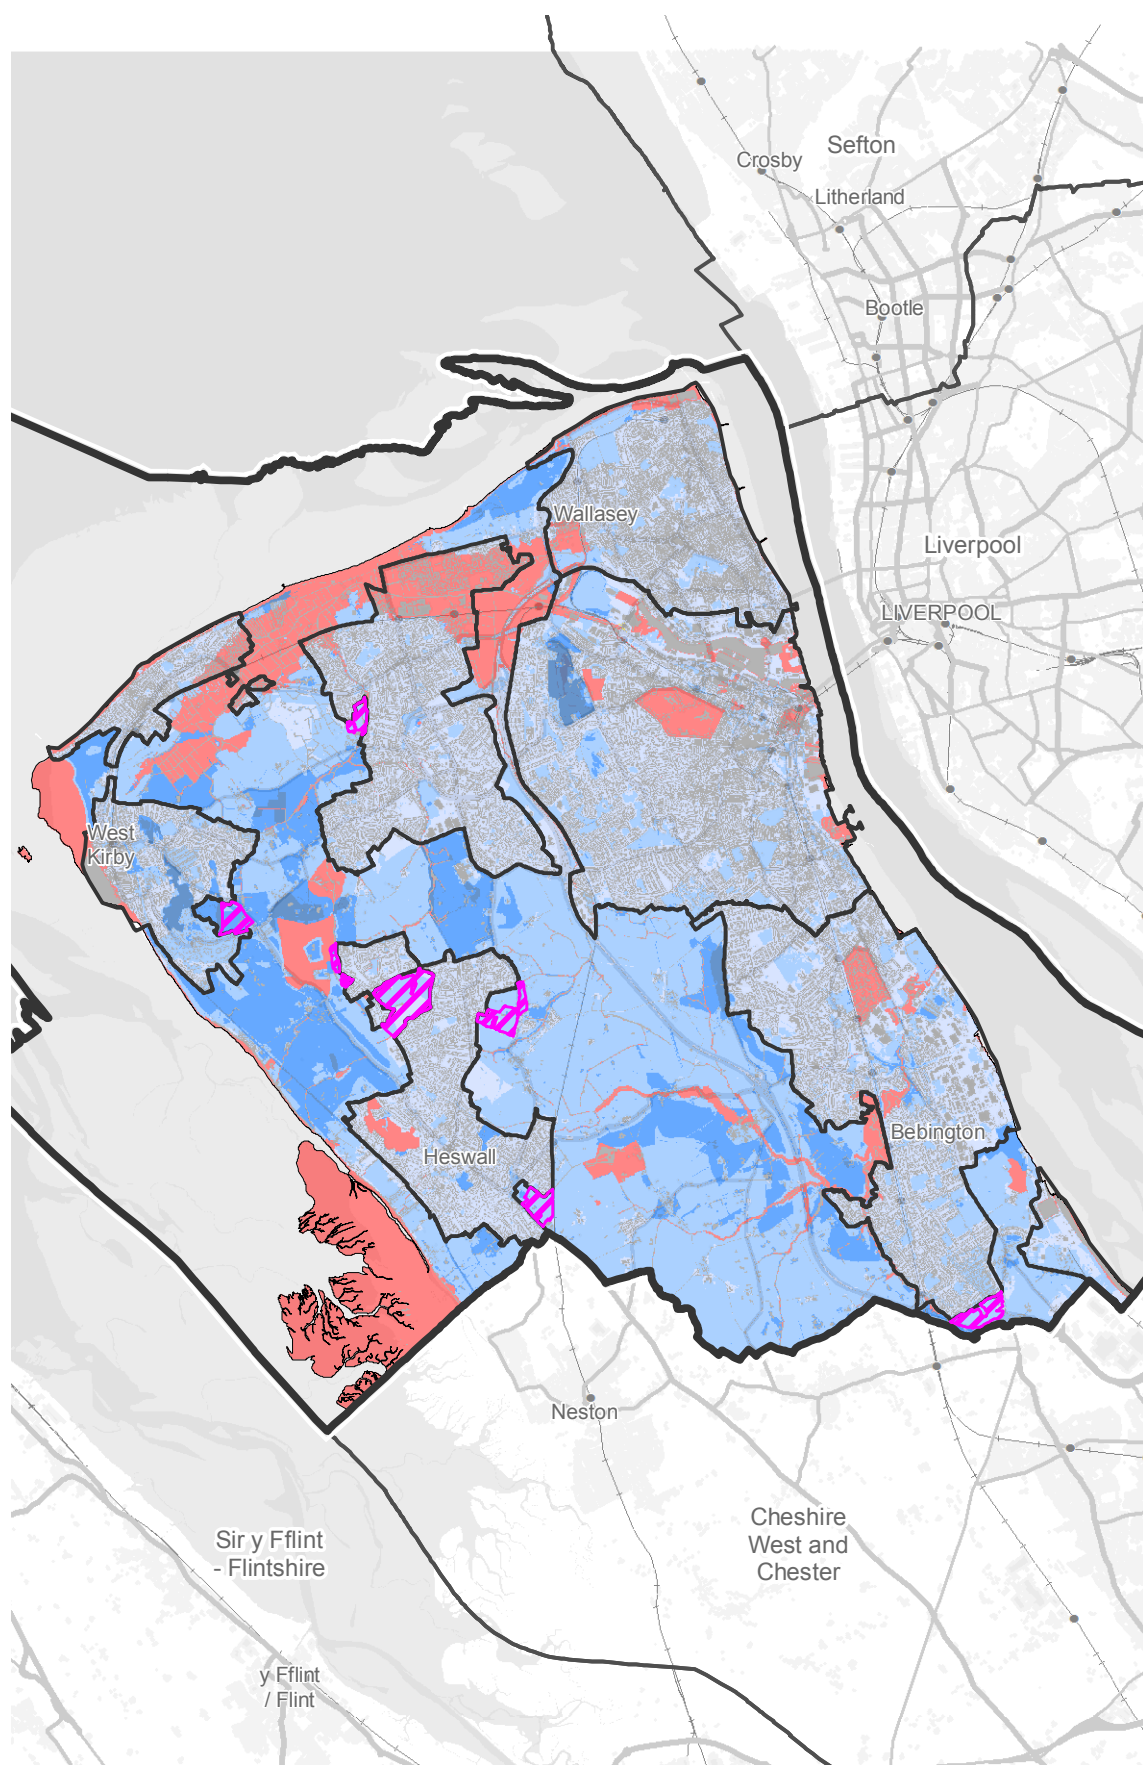 Sefton
Crosby
Litherland
Bootle
Wallasey
Liverpool
LIVERPOOL
West
Kirby
Bebington
Heswall
Neston
Cheshire
West and
Chester
Sir y Fflint
- Flintshire
y Fflint
/ Flint